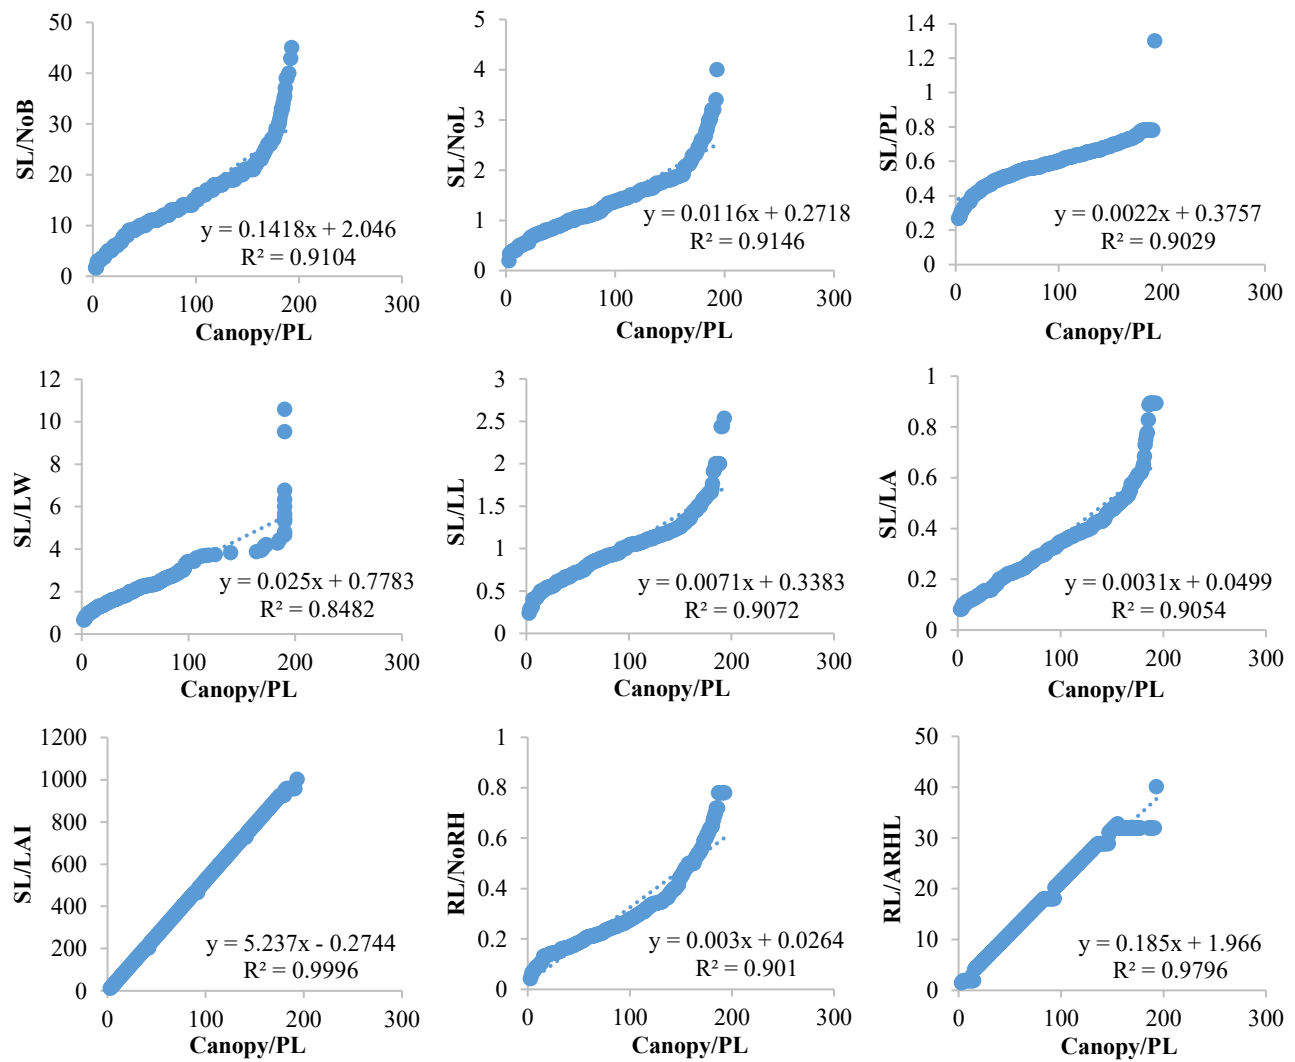 50
40
30
20
10
0
SL/NoB
0 100 200 300
Canopy/PL
y = 0.1418x + 2.046
R² = 0.9104
5
4
3
2
1
0
SL/NoL
0 100 200 300
Canopy/PL
y = 0.0116x + 0.2718
R² = 0.9146
1.4
1.2
1
0.8
0.6
0.4
0.2
0
SL/PL
0 100 200 300
Canopy/PL
y = 0.0022x + 0.3757
R² = 0.9029
12
10
8
6
4
2
0
SL/LW
0 100 200 300
Canopy/PL
y = 0.025x + 0.7783
R² = 0.8482
3
2.5
2
1.5
1
0.5
0
SL/LL
0 100 200 300
Canopy/PL
y = 0.0071x + 0.3383
R² = 0.9072
1
0.8
0.6
0.4
0.2
0
SL/LA
0 100 200 300
Canopy/PL
y = 0.0031x + 0.0499
R² = 0.9054
1200
1000
800
600
400
200
0
SL/LAI
0 100 200 300
Canopy/PL
y = 5.237x - 0.2744
R² = 0.9996
1
0.8
0.6
0.4
0.2
0
RL/NoRH
0 100 200 300
Canopy/PL
y = 0.003x + 0.0264
R² = 0.901
50
40
30
20
10
0
RL/ARHL
0 100 200 300
Canopy/PL
y = 0.185x + 1.966
R² = 0.9796